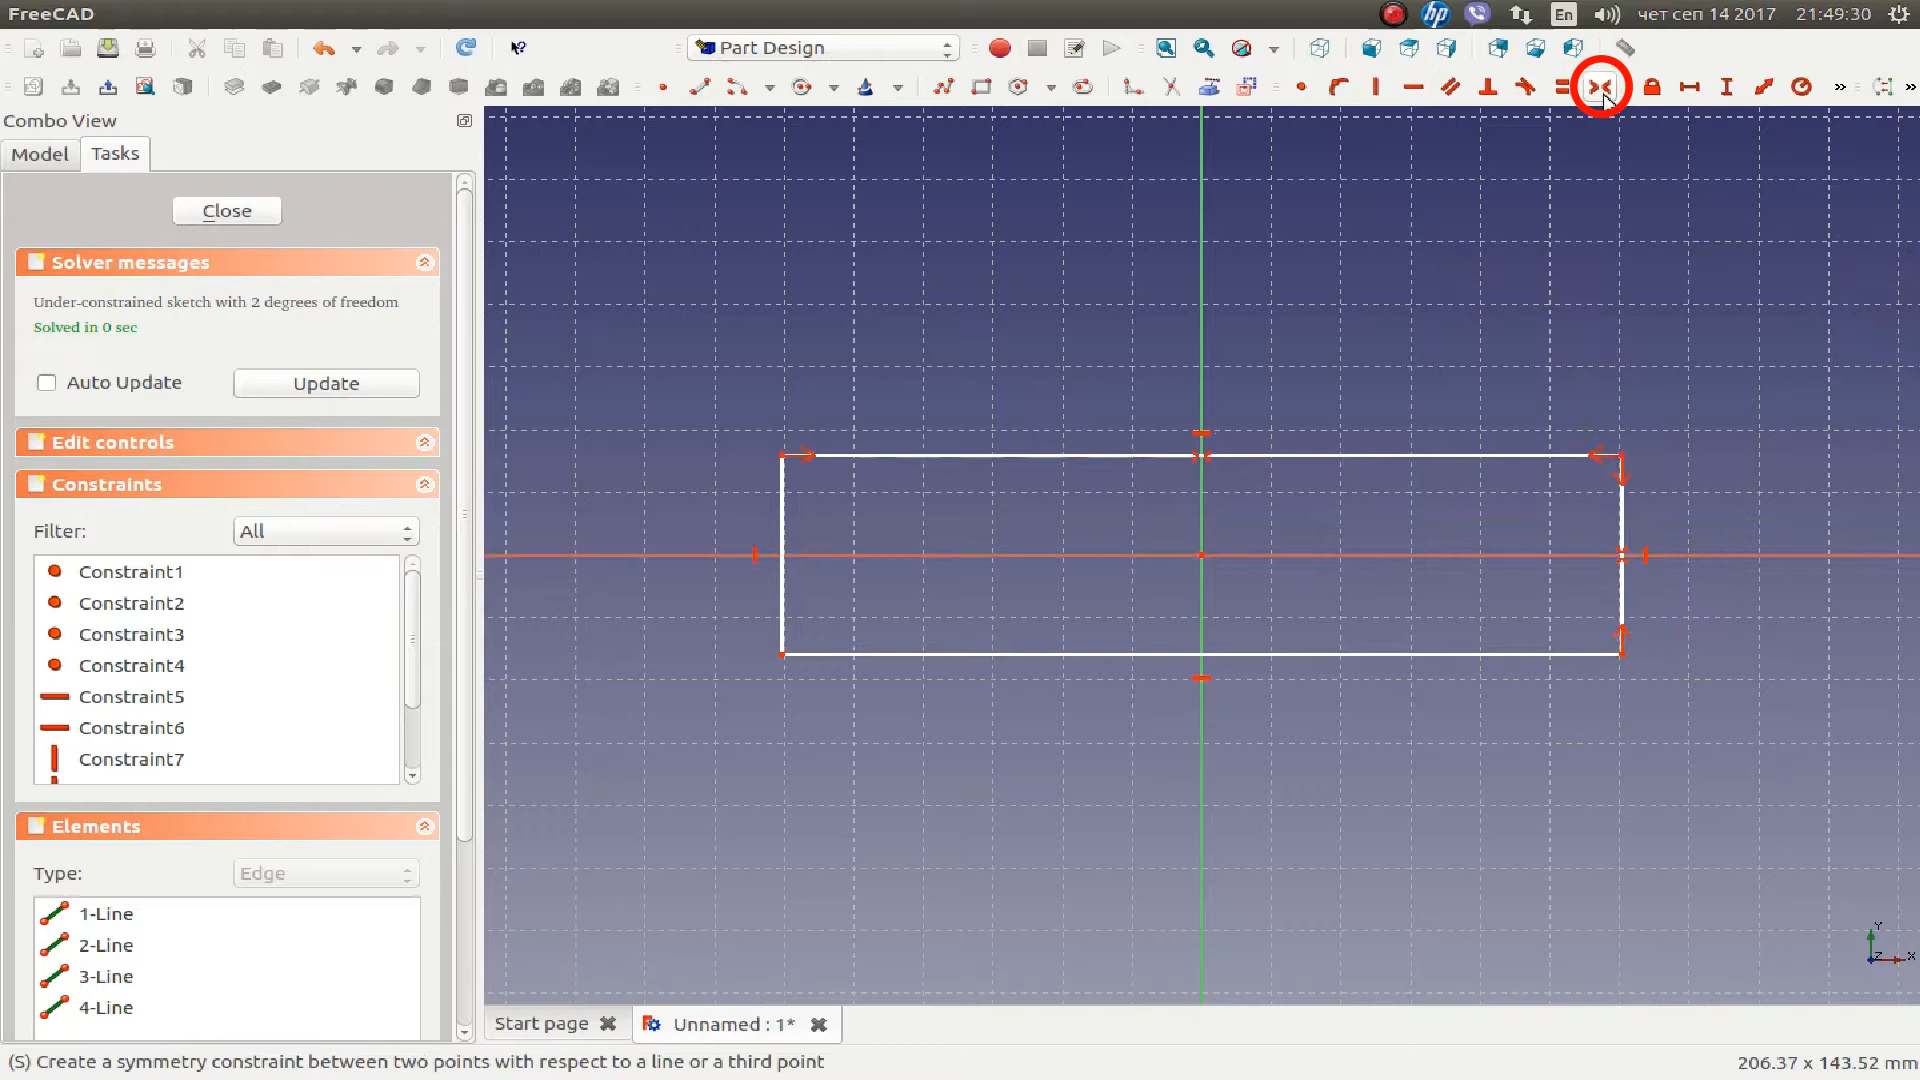 FreeCAD
hp
En
чет сеп 14 2017
21:49:30
Part Design
Combo View
Model
Tasks
Close
Solver messages
Under-constrained sketch with 2 degrees of freedom
Solved in 0 sec
Auto Update
Update
Edit controls
Constraints
Filter:
All
Constraint1
Constraint2
Constraint3
Constraint4
Constraint5
Constraint6
Constraint7
Elements
Type:
Edge
1-Line
2-Line
3-Line
4-Line
Y
Z
X
Start page
Unnamed : 1*
(S) Create a symmetry constraint between two points with respect to a line or a third point
206.37 x 143.52 mm